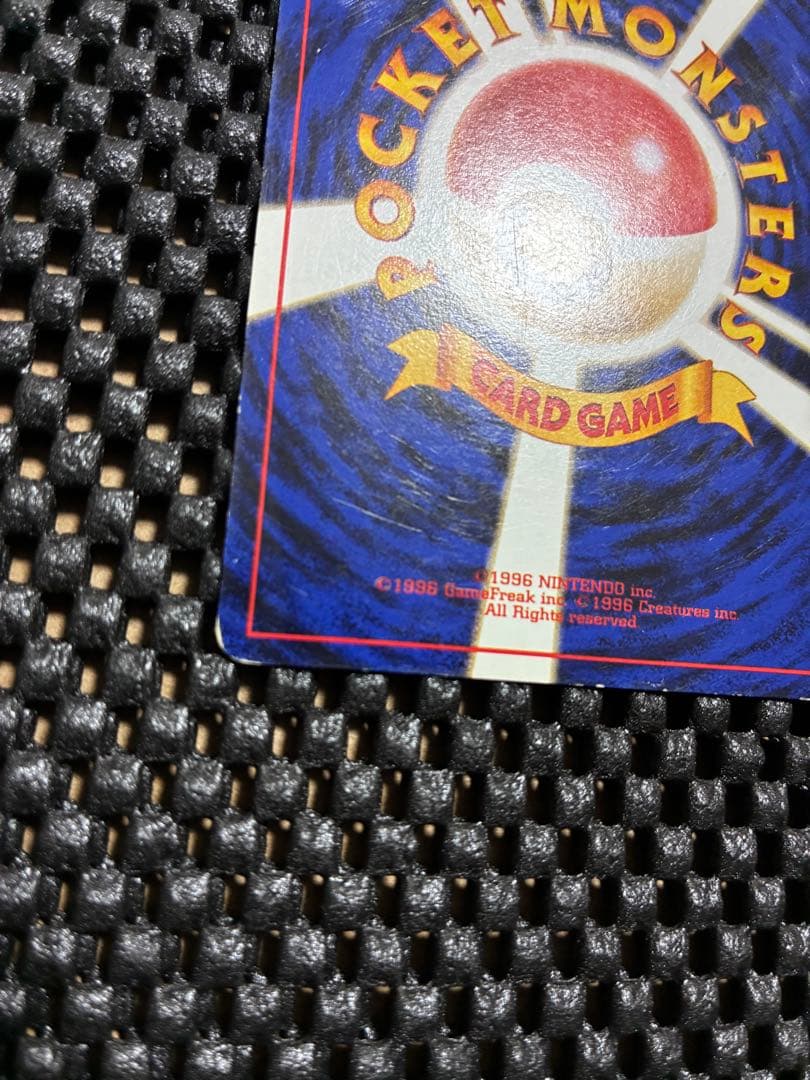 POCKET MONSTERS
CARD GAME
©1996 NINTENDO inc.
©1996 GameFreak inc. ©1996 Creatures inc.
All Rights reserved